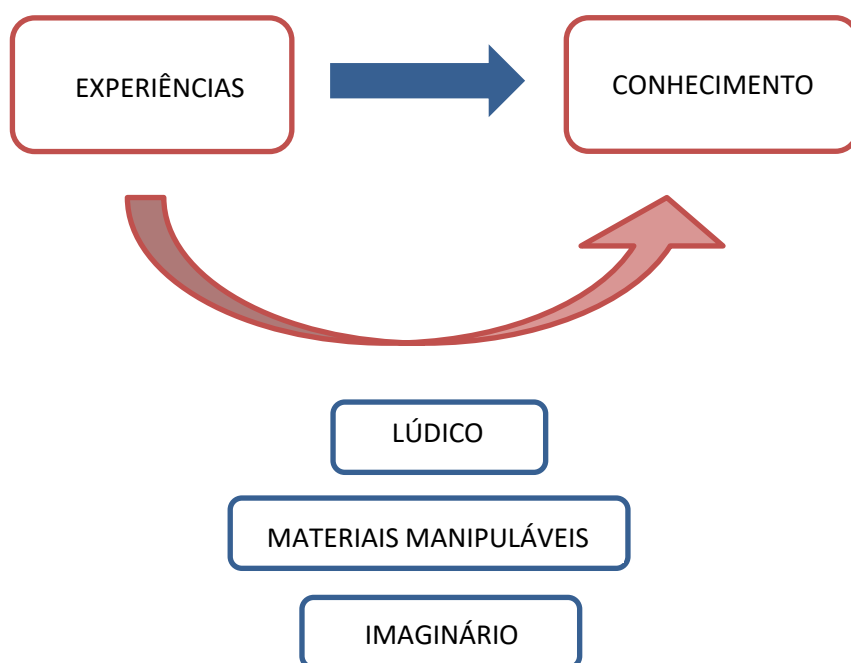 EXPERIÊNCIAS
CONHECIMENTO
LÚDICO
MATERIAIS MANIPULÁVEIS
IMAGINÁRIO